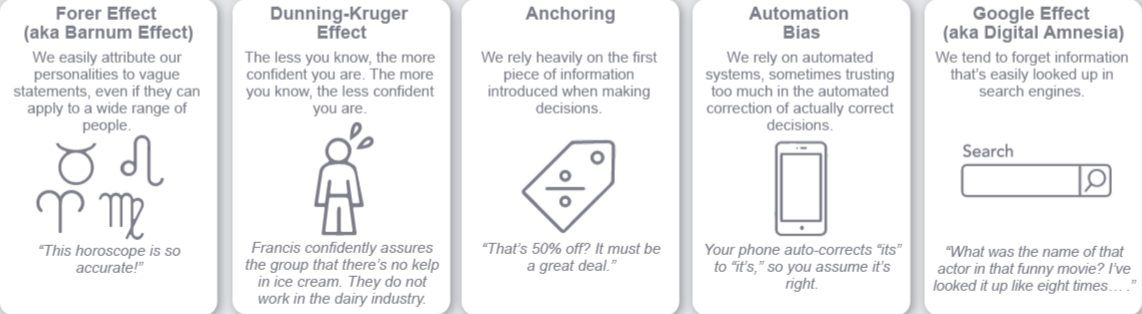 Forer Effect
(aka Barnum Effect)
We easily attribute our
personalities to vague
statements, even if they can
apply to a wide range of
people.
“This horoscope is so
accurate!”
Dunning-Kruger
Effect
The less you know, the more
confident you are. The more
you know, the less confident
you are.
Francis confidently assures
the group that there’s no kelp
in ice cream. They do not
work in the dairy industry.
Anchoring
We rely heavily on the first
piece of information
introduced when making
decisions.
“That’s 50% off? It must be
a great deal.”
Automation
Bias
We rely on automated
systems, sometimes trusting
too much in the automated
correction of actually correct
decisions.
Your phone auto-corrects “its”
to “it’s,” so you assume it’s
right.
Google Effect
(aka Digital Amnesia)
We tend to forget information
that’s easily looked up in
search engines.
Search
“What was the name of that
actor in that funny movie? I’ve
looked it up like eight times… .”